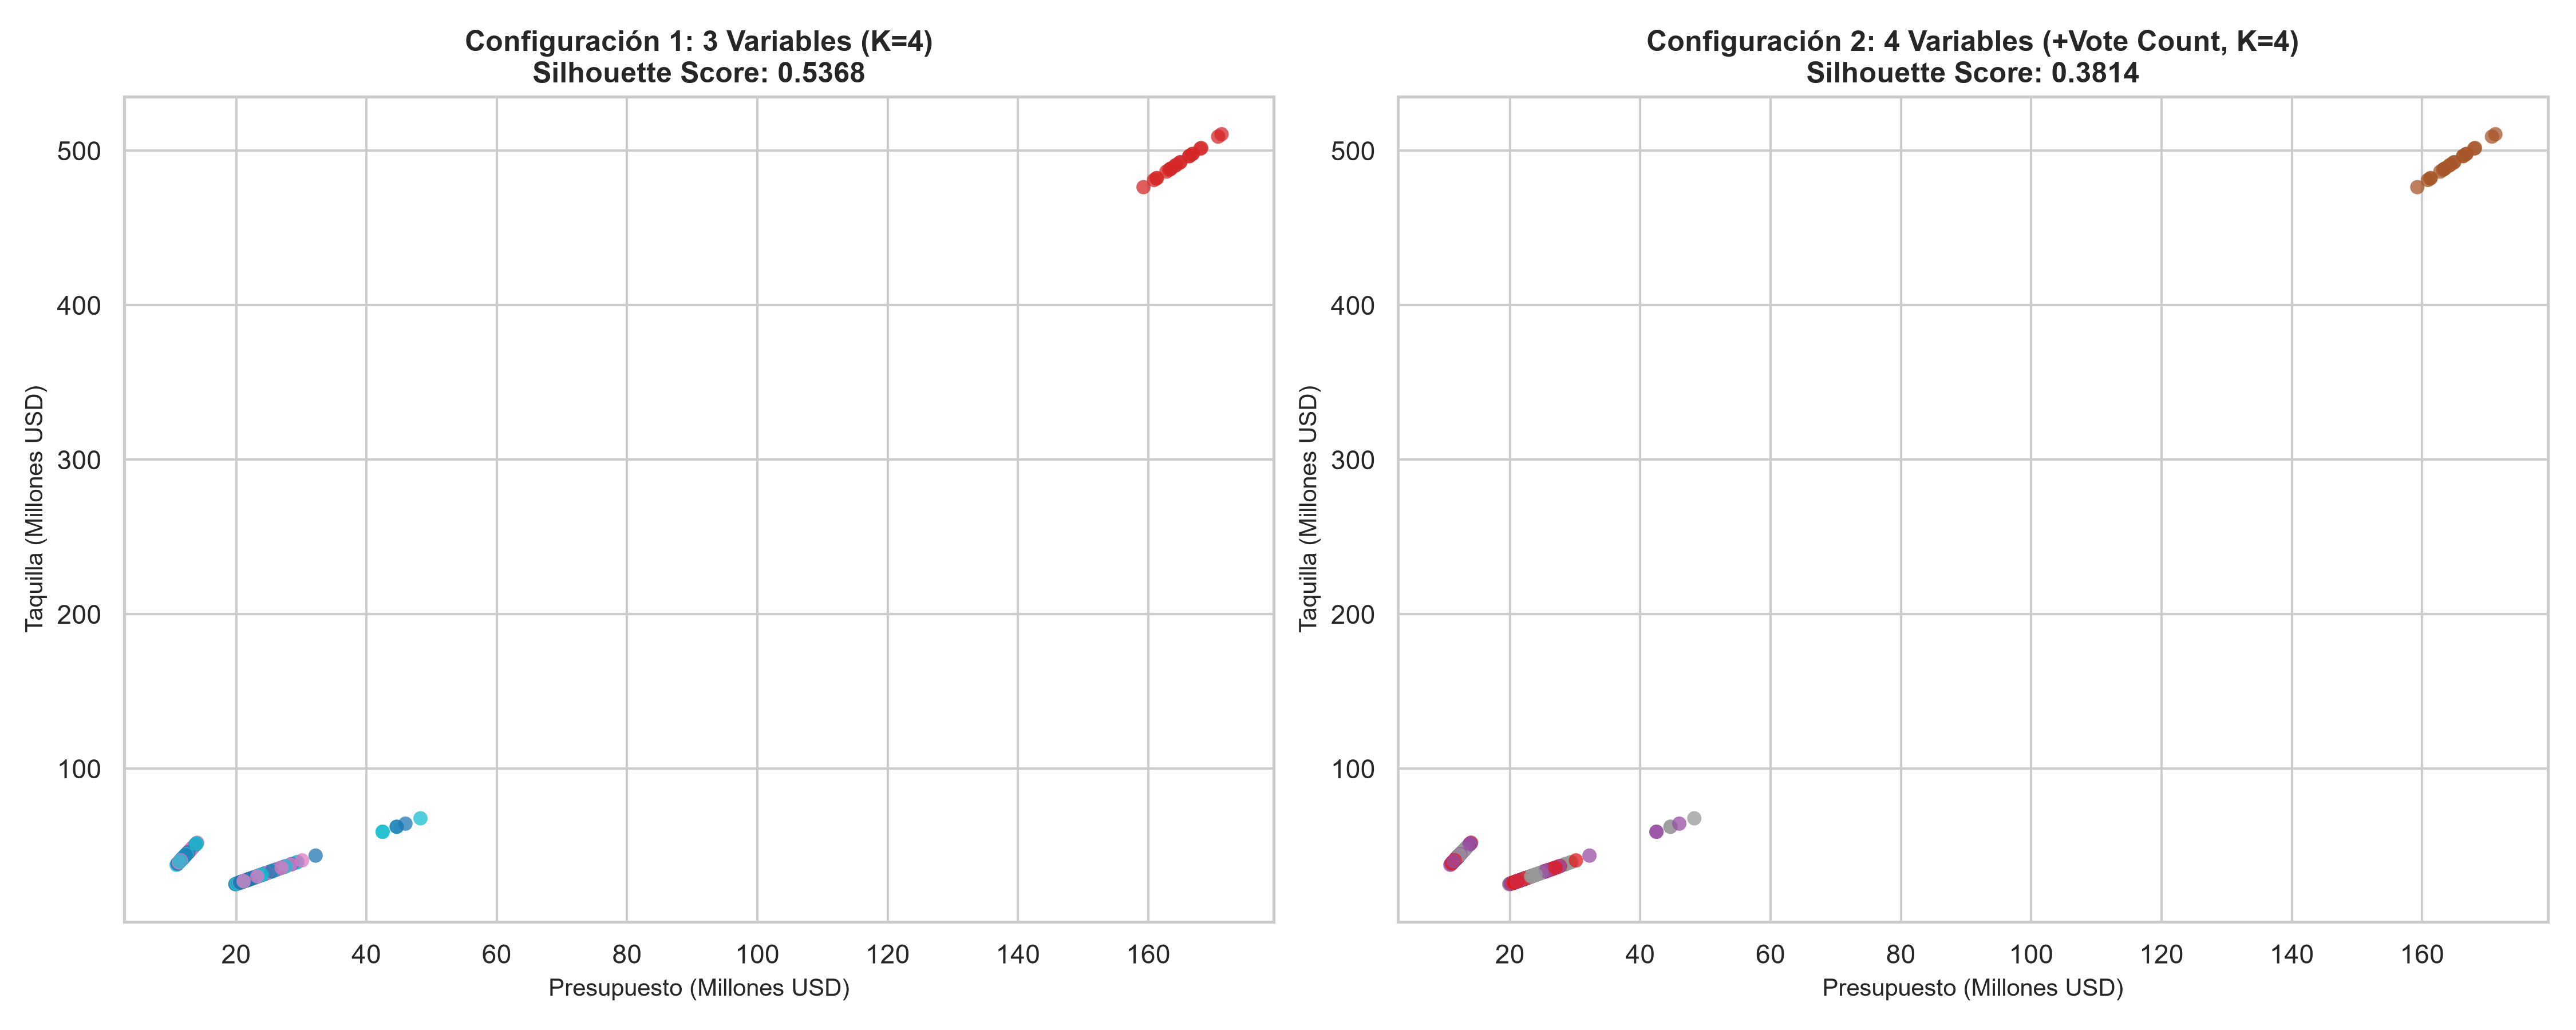 Configuración 1: 3 Variables (K=4)
Silhouette Score: 0.5368
500
400
300
200
100
Taquilla (Millones USD)
20 40 60 80 100 120 140 160
Presupuesto (Millones USD)
Configuración 2: 4 Variables (+Vote Count, K=4)
Silhouette Score: 0.3814
500
400
300
200
100
Taquilla (Millones USD)
20 40 60 80 100 120 140 160
Presupuesto (Millones USD)